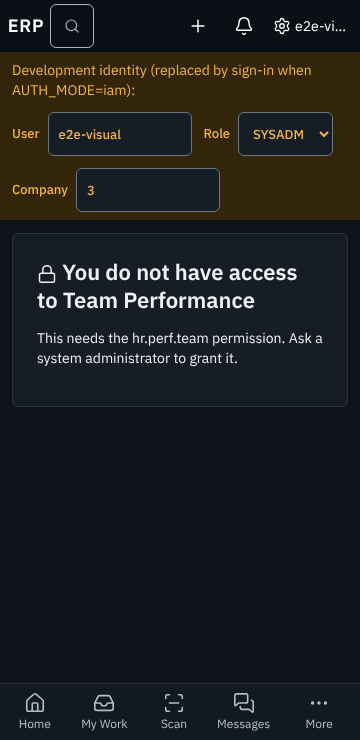 ERP
e2e-vi...
Development identity (replaced by sign-in when
AUTH_MODE=iam):
User e2e-visual Role SYSADM
Company 3
You do not have access
to Team Performance
This needs the hr.perf.team permission. Ask a
system administrator to grant it.
Home My Work Scan Messages More